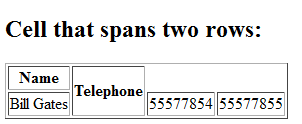 Cell that spans two rows:
Name Telephone
Bill Gates 55577854 55577855